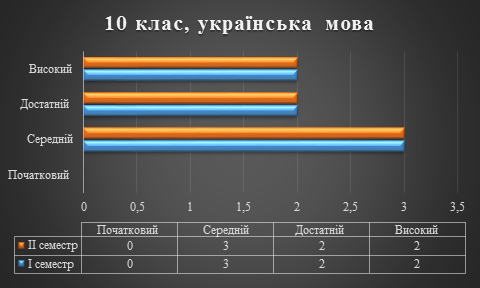 10 клас, українська мова
Високий
Достатній
Середній
Початковий
0 0,5 1 1,5 2 2,5 3 3,5
Початковий Середній Достатній Високий
ІІ семестр 0 3 2 2
І семестр 0 3 2 2